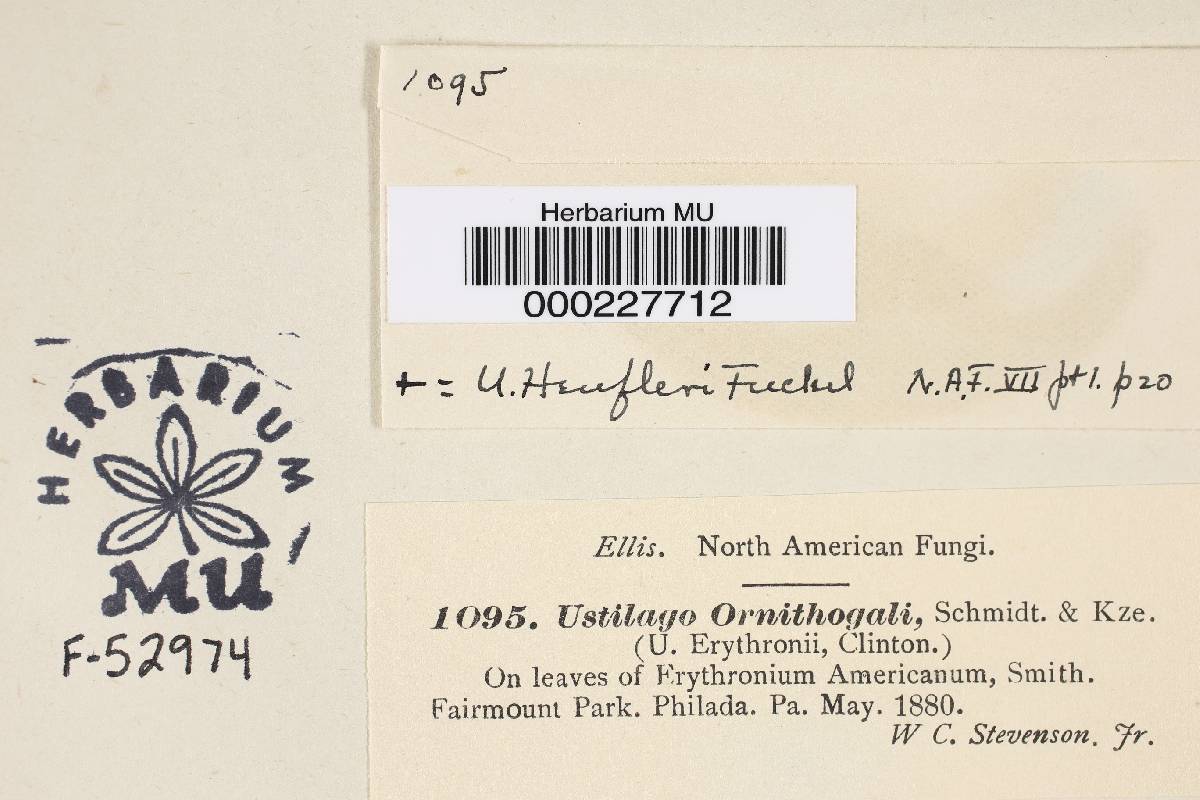 1095
Herbarium MU
000227712
+ = U. Heufleri Fuckel N.A.F. VII pt 1. p 20
HERBARIUM
MU
F-52974
Ellis. North American Fungi.
1095. Ustilago Ornithogali, Schmidt. & Kze.
(U. Erythronii, Clinton.)
On leaves of Erythronium Americanum, Smith.
Fairmount Park. Philada. Pa. May. 1880.
W C. Stevenson. Jr.